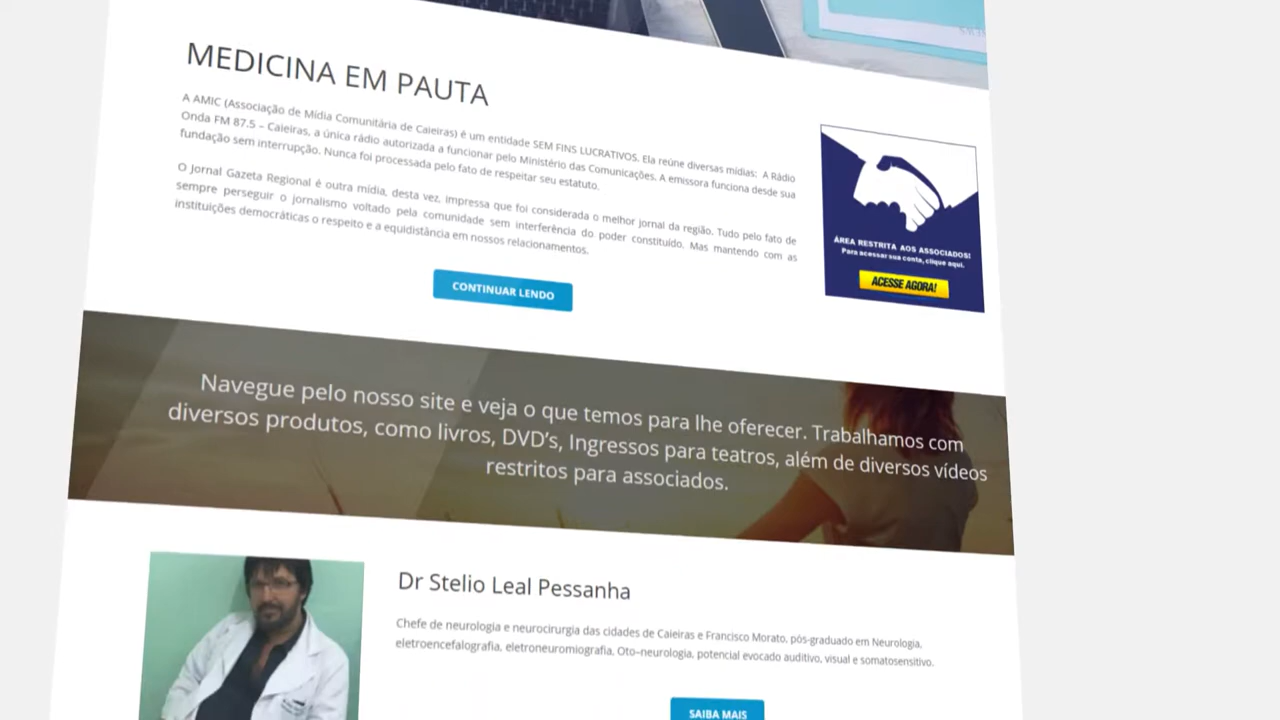 MEDICINA EM PAUTA
A AMIC (Associação de Mídia Comunitária de Caieiras) é um entidade SEM FINS LUCRATIVOS. Ela reúne diversas mídias: A Rádio
Onda FM 87.5 – Caieiras, a única rádio autorizada a funcionar pelo Ministério das Comunicações. A emissora funciona desde sua
fundação sem interrupção. Nunca foi processada pelo fato de respeitar seu estatuto.
O Jornal Gazeta Regional é outra mídia, desta vez, impressa que foi considerada o melhor jornal da região. Tudo pelo fato de
sempre perseguir o jornalismo voltado pela comunidade sem interferência do poder constituído. Mas mantendo com as
instituições democráticas o respeito e a equidistância em nossos relacionamentos.
CONTINUAR LENDO
ÁREA RESTRITA AOS ASSOCIADOS!
Para acessar sua conta, clique aqui.
ACESSE AGORA!
Navegue pelo nosso site e veja o que temos para lhe oferecer. Trabalhamos com
diversos produtos, como livros, DVD's, Ingressos para teatros, além de diversos vídeos
restritos para associados.
Dr Stelio Leal Pessanha
Chefe de neurologia e neurocirurgia das cidades de Caieiras e Francisco Morato, pós-graduado em Neurologia,
eletroencefalografia, eletroneuromiografia, Oto–neurologia, potencial evocado auditivo, visual e somatosensitivo.
SAIBA MAIS